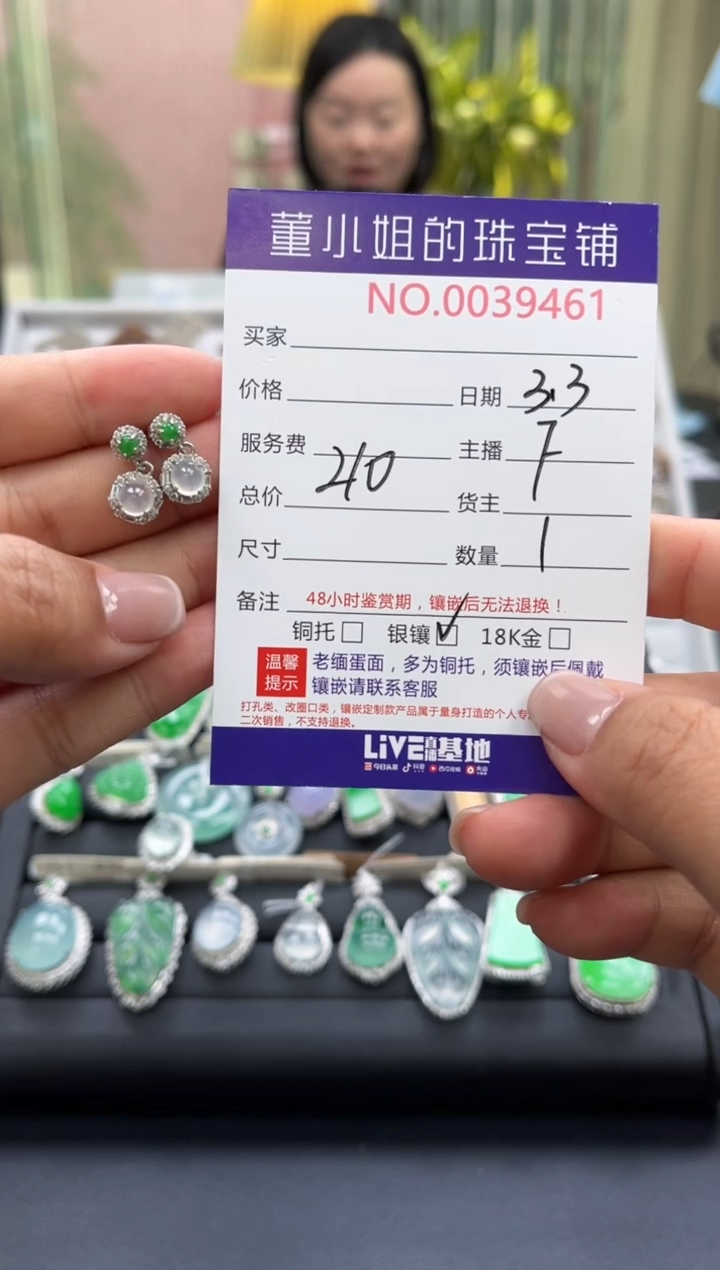 董小姐的珠宝铺
NO.0039461
买家
价格 日期 3.3
服务费 主播 F
总价 210 货主
尺寸 数量 1
备注 48小时鉴赏期，镶嵌后无法退换！
铜托 银镶 ✓ 18K金
温馨提示 老缅蛋面，多为铜托，须镶嵌后佩戴
镶嵌请联系客服
打孔类、改圈口类，镶嵌定制款产品属于量身打造的个人专
二次销售，不支持退换。
LiVE直播基地
今日头条 抖音 西瓜视频 火山